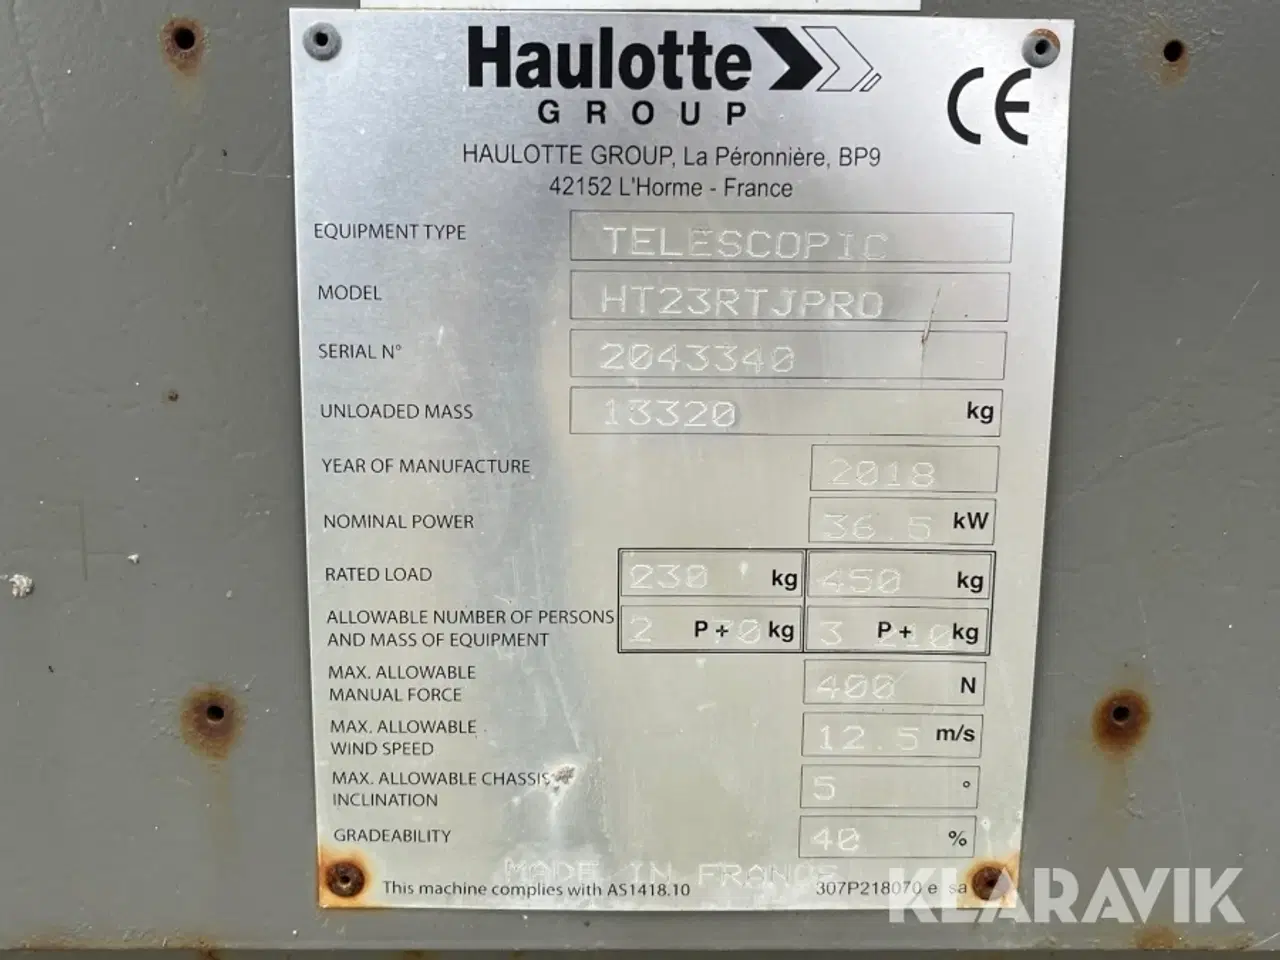 Haulotte
GROUP
CE
HAULOTTE GROUP, La Péronnière, BP9
42152 L'Horme - France
EQUIPMENT TYPE TELESCOPIC
MODEL HT23RTJPRO
SERIAL N° 2043340
UNLOADED MASS 13320 kg
YEAR OF MANUFACTURE 2018
NOMINAL POWER 36.5 kW
RATED LOAD 230 kg 450 kg
ALLOWABLE NUMBER OF PERSONS
AND MASS OF EQUIPMENT 2 P+ 70 kg 3 P+ 210 kg
MAX. ALLOWABLE
MANUAL FORCE 400 N
MAX. ALLOWABLE
WIND SPEED 12.5 m/s
MAX. ALLOWABLE CHASSIS
INCLINATION 5 °
GRADEABILITY 40 %
MADE IN FRANCE
This machine complies with AS1418.10 307P218070 e sa
KLARAVIK